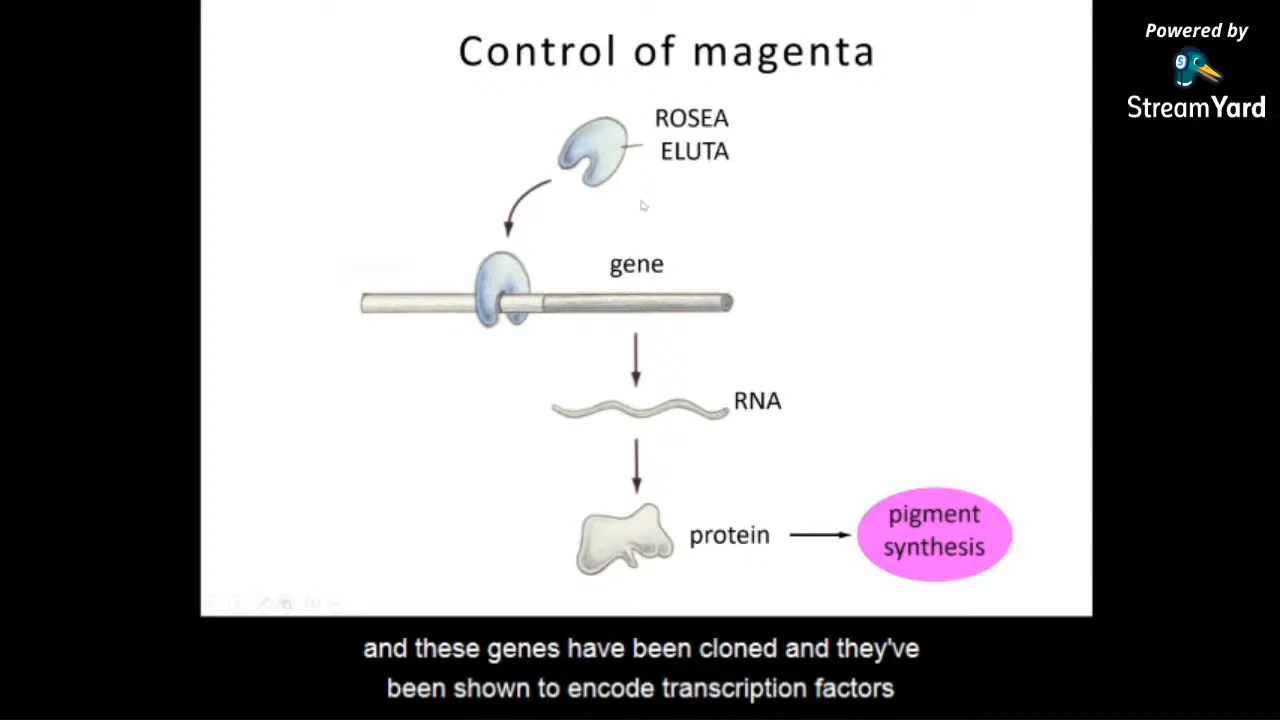 Powered by
StreamYard
Control of magenta
ROSEA
ELUTA
gene
RNA
protein
pigment
synthesis
and these genes have been cloned and they've
been shown to encode transcription factors